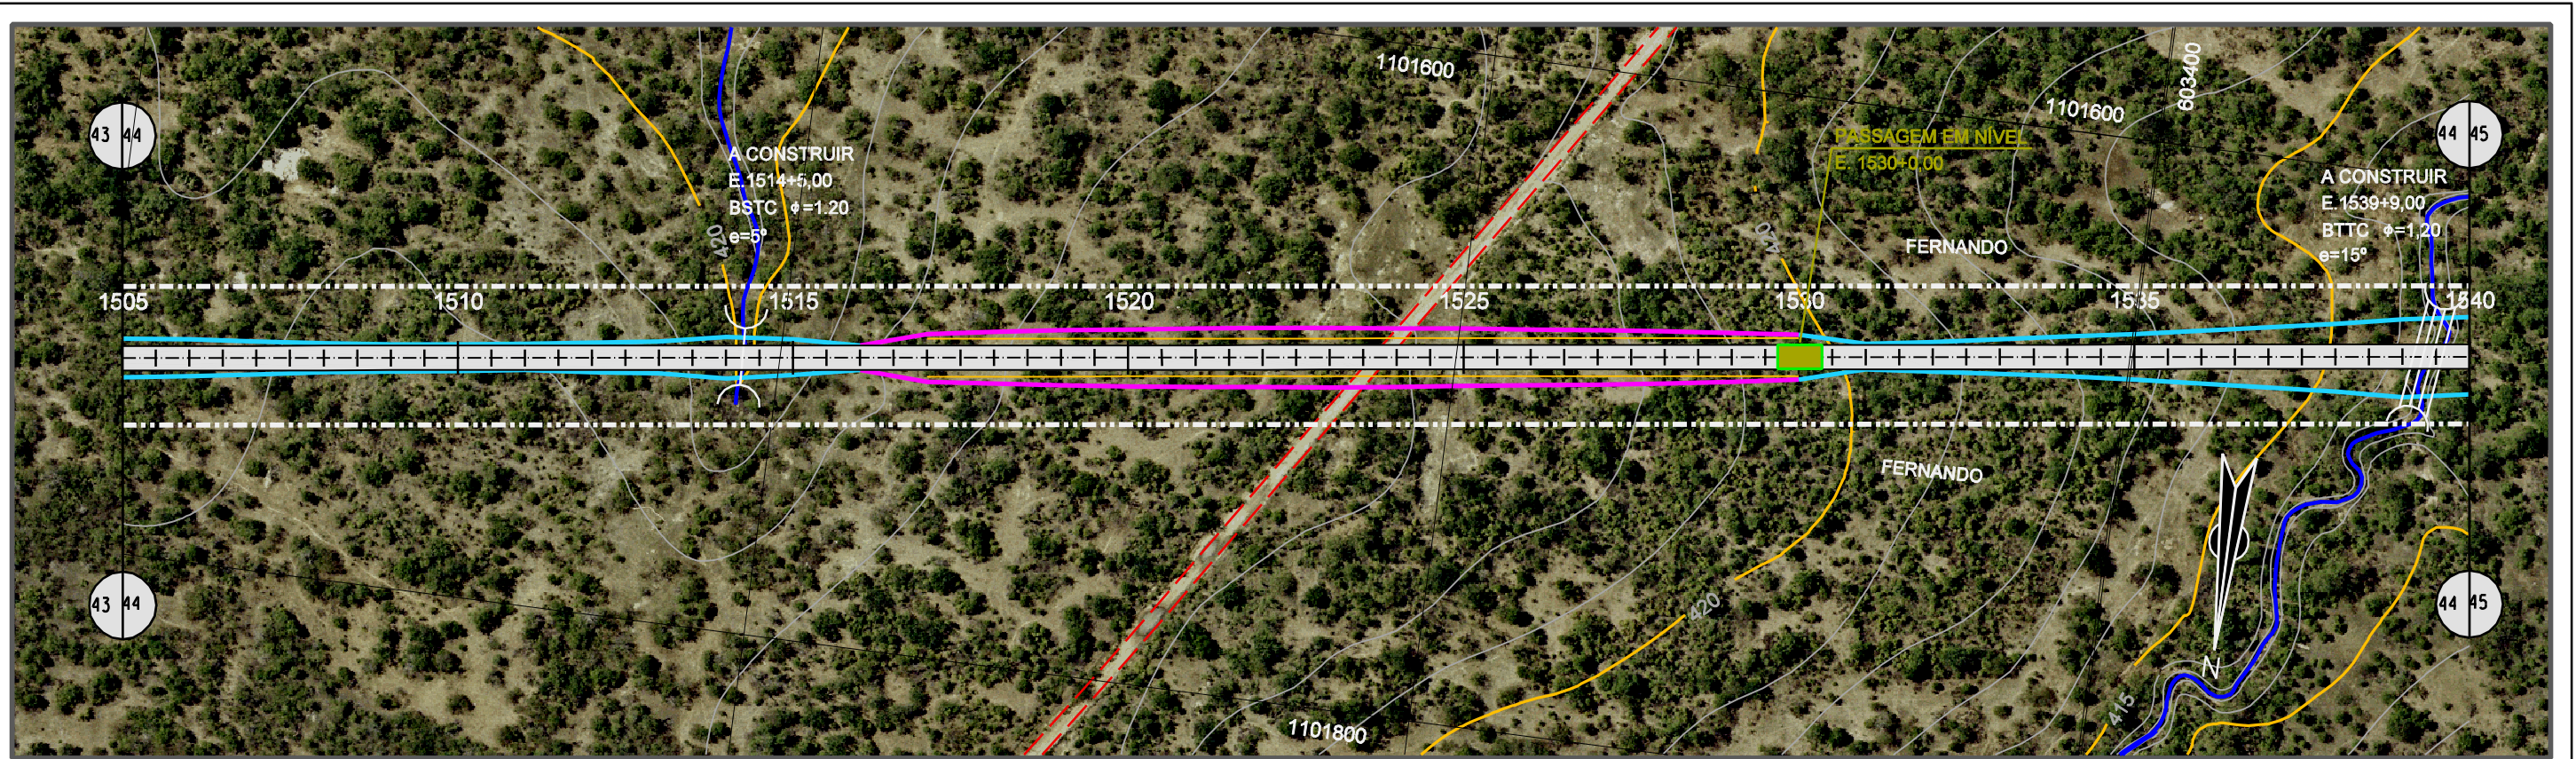 1101600
603400
1101600
43 44
44 45
PASSAGEM EM NÍVEL
E. 1530+0,00
A CONSTRUIR
E.1514+5,00
BSTC ϕ=1.20
e=5º
A CONSTRUIR
E.1539+9,00
BTTC ϕ=1,20
e=15º
420
420
FERNANDO
1505
1510
1515
1520
1525
1530
1535
1540
FERNANDO
43 44
44 45
420
N
415
1101800